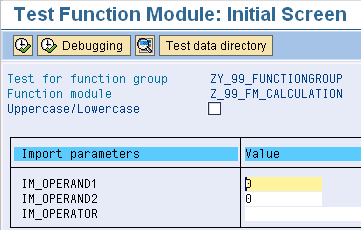 Test Function Module: Initial Screen
Debugging Test data directory
Test for function group ZY_99_FUNCTIONGROUP
Function module Z_99_FM_CALCULATION
Uppercase/Lowercase
Import parameters Value
IM_OPERAND1 0
IM_OPERAND2 0
IM_OPERATOR